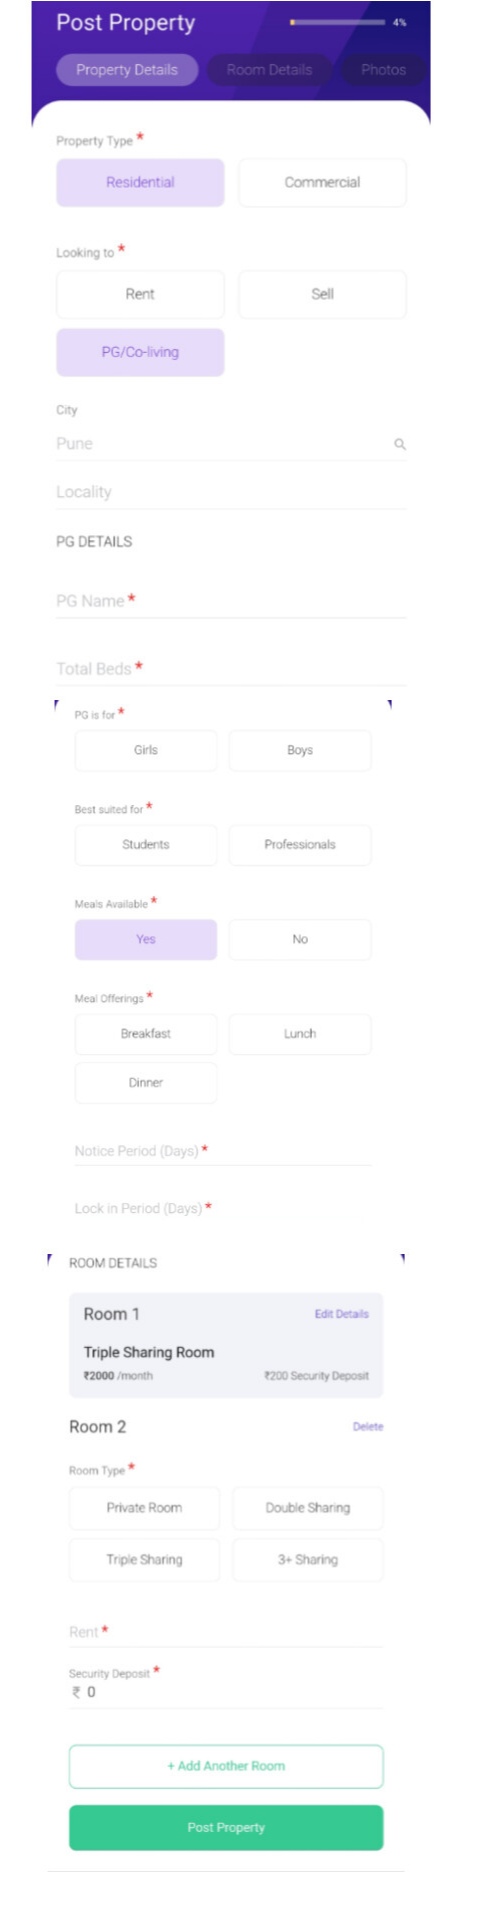 Post Property 4%
Property Details Room Details Photos
Property Type *
Residential Commercial
Looking to *
Rent Sell
PG/Co-living
City
Pune
Locality
PG DETAILS
PG Name *
Total Beds *
PG is for *
Girls Boys
Best suited for *
Students Professionals
Meals Available *
Yes No
Meal Offerings *
Breakfast Lunch
Dinner
Notice Period (Days) *
Lock in Period (Days) *
ROOM DETAILS
Room 1 Edit Details
Triple Sharing Room
₹2000 /month ₹200 Security Deposit
Room 2 Delete
Room Type *
Private Room Double Sharing
Triple Sharing 3+ Sharing
Rent *
Security Deposit *
₹ 0
+ Add Another Room
Post Property